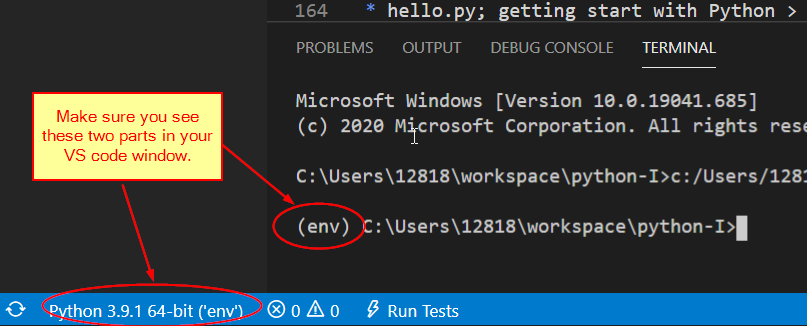 164 * hello.py; getting start with Python >
PROBLEMS OUTPUT DEBUG CONSOLE TERMINAL
Make sure you see
these two parts in your
VS code window.
Microsoft Windows [Version 10.0.19041.685]
(c) 2020 Microsoft Corporation. All rights rese
C:\Users\12818\workspace\python-I>c:/Users/1281
(env) C:\Users\12818\workspace\python-I>
Python 3.9.1 64-bit ('env') 0 0 Run Tests